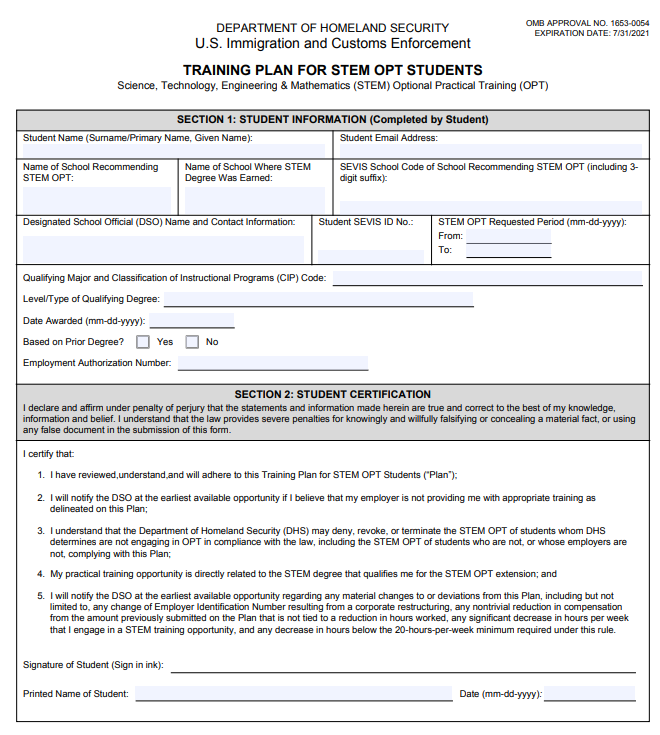 DEPARTMENT OF HOMELAND SECURITY
U.S. Immigration and Customs Enforcement
OMB APPROVAL NO. 1653-0054
EXPIRATION DATE: 7/31/2021
TRAINING PLAN FOR STEM OPT STUDENTS
Science, Technology, Engineering & Mathematics (STEM) Optional Practical Training (OPT)
SECTION 1: STUDENT INFORMATION (Completed by Student)
Student Name (Surname/Primary Name, Given Name):
Student Email Address:
Name of School Recommending
STEM OPT:
Name of School Where STEM
Degree Was Earned:
SEVIS School Code of School Recommending STEM OPT (including 3-
digit suffix):
Designated School Official (DSO) Name and Contact Information:
Student SEVIS ID No.:
STEM OPT Requested Period (mm-dd-yyyy):
From:
To:
Qualifying Major and Classification of Instructional Programs (CIP) Code:
Level/Type of Qualifying Degree:
Date Awarded (mm-dd-yyyy):
Based on Prior Degree? Yes No
Employment Authorization Number:
SECTION 2: STUDENT CERTIFICATION
I declare and affirm under penalty of perjury that the statements and information made herein are true and correct to the best of my knowledge,
information and belief. I understand that the law provides severe penalties for knowingly and willfully falsifying or concealing a material fact, or using
any false document in the submission of this form.
I certify that:
1. I have reviewed,understand,and will adhere to this Training Plan for STEM OPT Students (“Plan”);
2. I will notify the DSO at the earliest available opportunity if I believe that my employer is not providing me with appropriate training as
delineated on this Plan;
3. I understand that the Department of Homeland Security (DHS) may deny, revoke, or terminate the STEM OPT of students whom DHS
determines are not engaging in OPT in compliance with the law, including the STEM OPT of students who are not, or whose employers are
not, complying with this Plan;
4. My practical training opportunity is directly related to the STEM degree that qualifies me for the STEM OPT extension; and
5. I will notify the DSO at the earliest available opportunity regarding any material changes to or deviations from this Plan, including but not
limited to, any change of Employer Identification Number resulting from a corporate restructuring, any nontrivial reduction in compensation
from the amount previously submitted on the Plan that is not tied to a reduction in hours worked, any significant decrease in hours per week
that I engage in a STEM training opportunity, and any decrease in hours below the 20-hours-per-week minimum required under this rule.
Signature of Student (Sign in ink):
Printed Name of Student:
Date (mm-dd-yyyy):